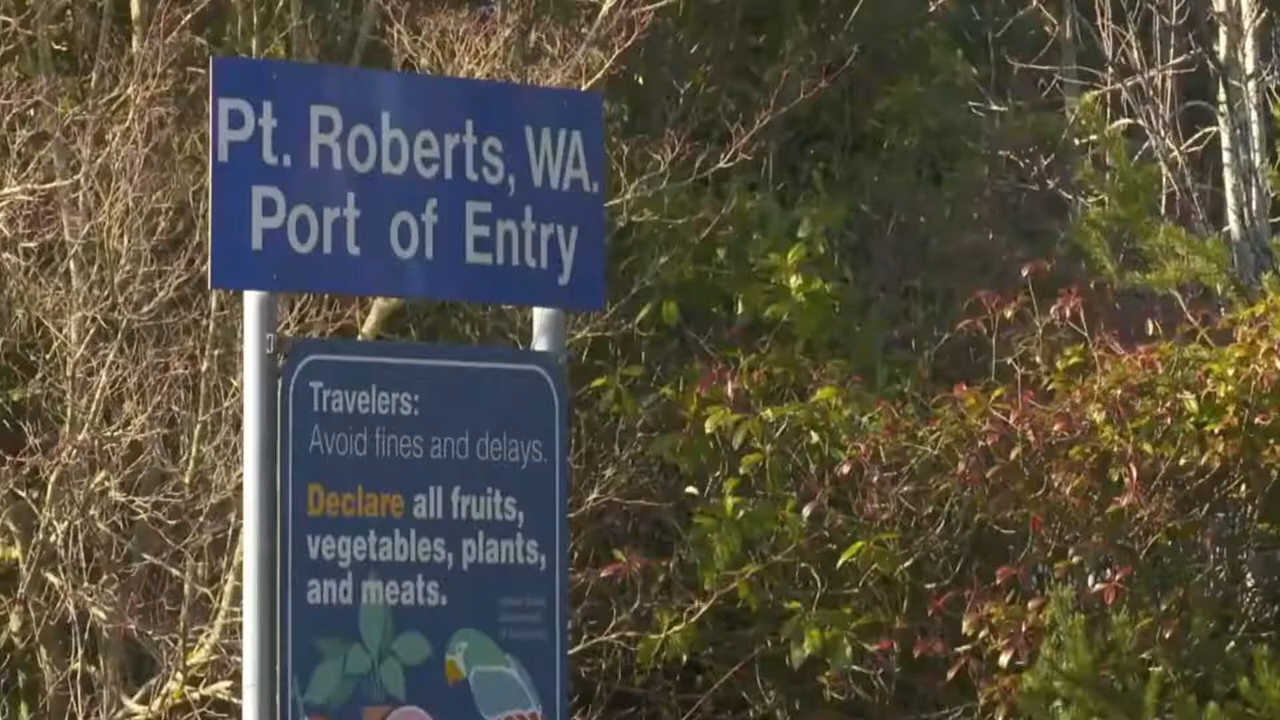 Pt. Roberts, WA.
Port of Entry
Travelers:
Avoid fines and delays.
Declare all fruits,
vegetables, plants,
and meats.